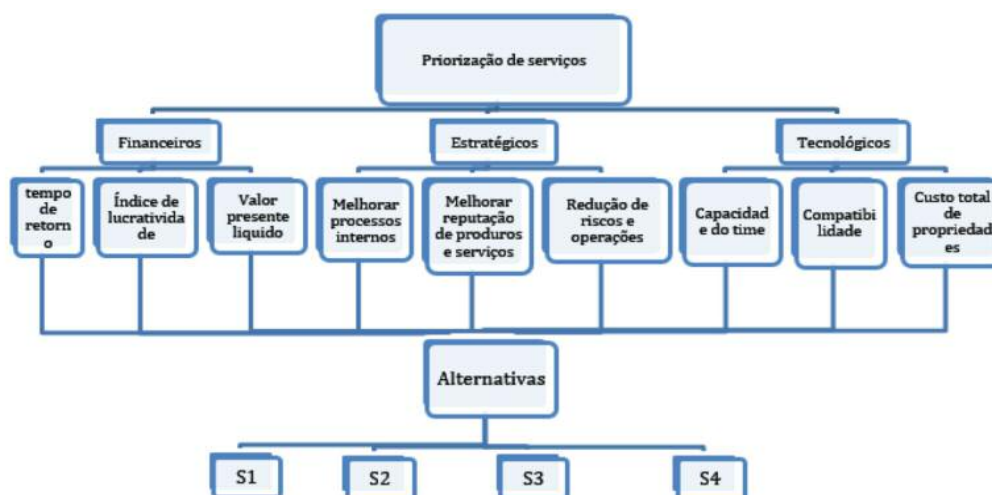 Priorização de serviços
Financeiros
Estratégicos
Tecnológicos
tempo
de
retorn
o
Índice de
lucrativida
de
Valor
presente
liquido
Melhorar
processos
internos
Melhorar
reputação
de produros
e serviços
Redução de
riscos e
operações
Capacidad
e do time
Compatibi
lidade
Custo total
de
propriedad
es
Alternativas
S1
S2
S3
S4